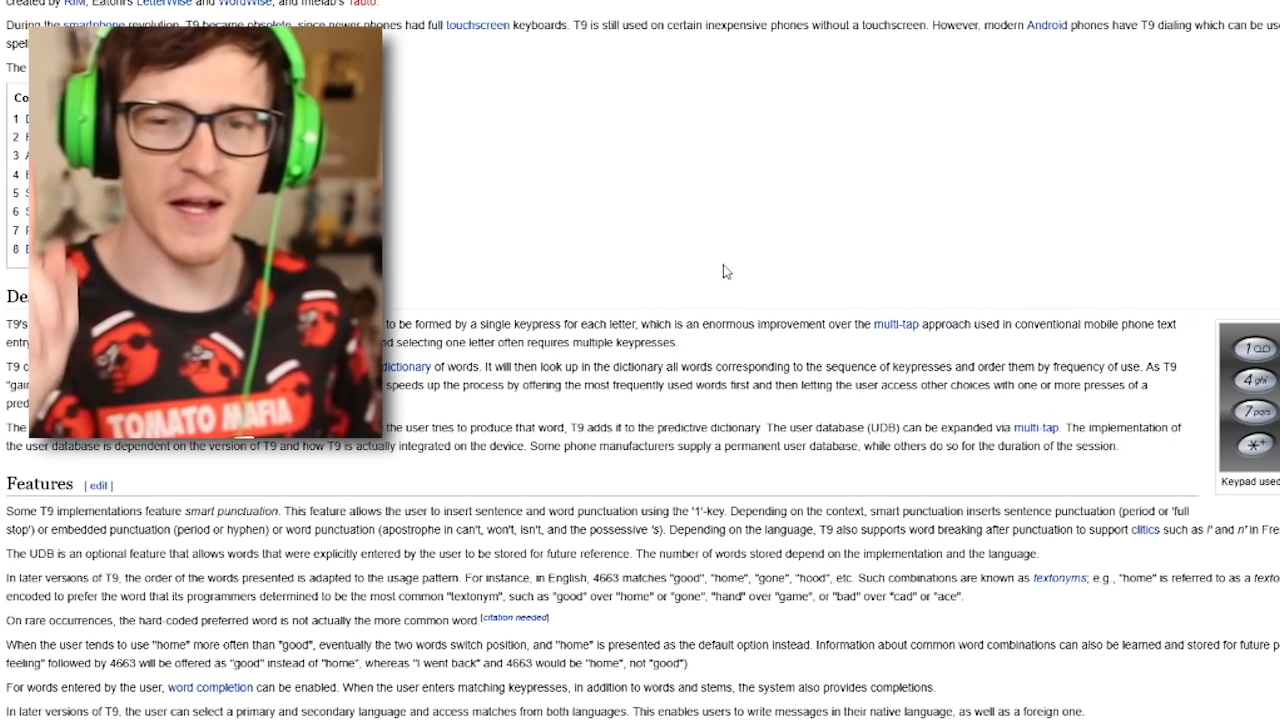 created by RIM, Eatoni's LetterWise and WordWise, and Intelab's Tauto.
During the smartphone revolution, T9 became obsolete, since newer phones had full touchscreen keyboards. T9 is still used on certain inexpensive phones without a touchscreen. However, modern Android phones have T9 dialing which can be
The
Co
1
2
3
4
5
6
7
8
TOMATO MAFIA
De
T9's to be formed by a single keypress for each letter, which is an enormous improvement over the multi-tap approach used in conventional mobile phone text
entry selecting one letter often requires multiple keypresses.
T9 dictionary of words. It will then look up in the dictionary all words corresponding to the sequence of keypresses and order them by frequency of use. As T9
speeds up the process by offering the most frequently used words first and then letting the user access other choices with one or more presses of a
pred
The the user tries to produce that word, T9 adds it to the predictive dictionary. The user database (UDB) can be expanded via multi-tap. The implementation of
the user database is dependent on the version of T9 and how T9 is actually integrated on the device. Some phone manufacturers supply a permanent user database, while others do so for the duration of the session.
1
4 ghi
7 pqrs
*+
Keypad used
Features [ edit ]
Some T9 implementations feature smart punctuation. This feature allows the user to insert sentence and word punctuation using the '1'-key. Depending on the context, smart punctuation inserts sentence punctuation (period or 'full
stop') or embedded punctuation (period or hyphen) or word punctuation (apostrophe in can't, won't, isn't, and the possessive 's). Depending on the language, T9 also supports word breaking after punctuation to support clitics such as l' and n' in Fre
The UDB is an optional feature that allows words that were explicitly entered by the user to be stored for future reference. The number of words stored depend on the implementation and the language.
In later versions of T9, the order of the words presented is adapted to the usage pattern. For instance, in English, 4663 matches "good", "home", "gone", "hood", etc. Such combinations are known as textonyms; e.g., "home" is referred to as a texto
encoded to prefer the word that its programmers determined to be the most common "textonym", such as "good" over "home" or "gone", "hand" over "game", or "bad" over "cad" or "ace".
On rare occurrences, the hard-coded preferred word is not actually the more common word.[citation needed]
When the user tends to use "home" more often than "good", eventually the two words switch position, and "home" is presented as the default option instead. Information about common word combinations can also be learned and stored for future p
feeling" followed by 4663 will be offered as "good" instead of "home", whereas "I went back" and 4663 would be "home", not "good")
For words entered by the user, word completion can be enabled. When the user enters matching keypresses, in addition to words and stems, the system also provides completions.
In later versions of T9, the user can select a primary and secondary language and access matches from both languages. This enables users to write messages in their native language, as well as a foreign one.